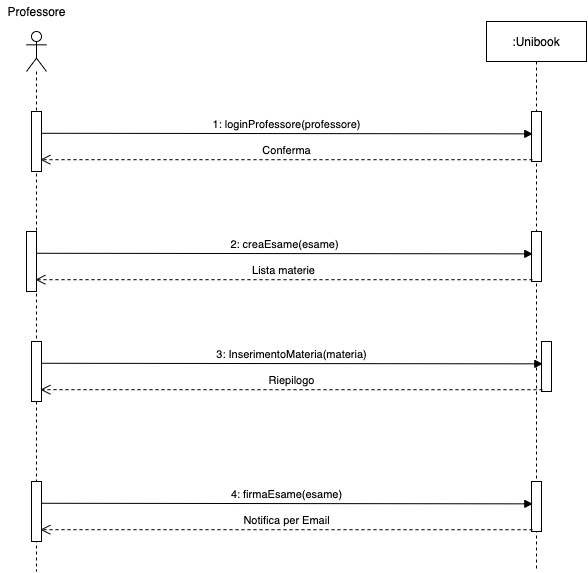 Professore
:Unibook
1: loginProfessore(professore)
Conferma
2: creaEsame(esame)
Lista materie
3: InserimentoMateria(materia)
Riepilogo
4: firmaEsame(esame)
Notifica per Email